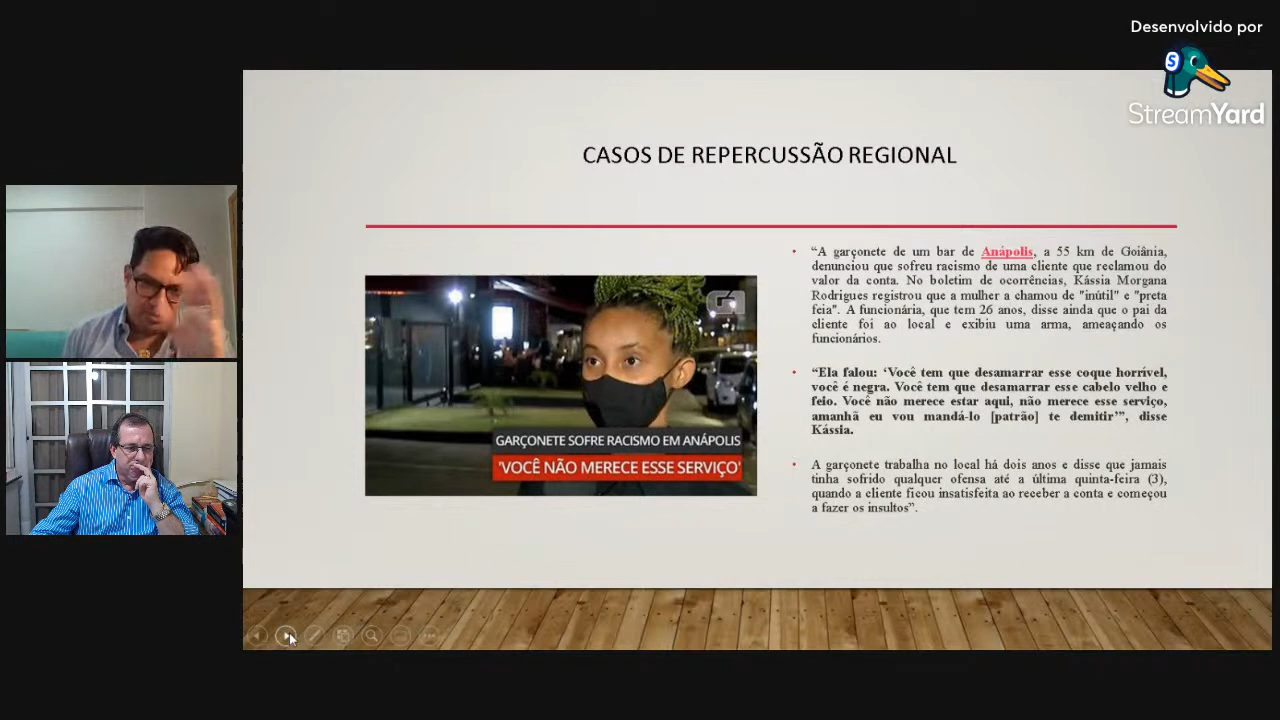 Desenvolvido por
StreamYard
CASOS DE REPERCUSSÃO REGIONAL
G1
GARÇONETE SOFRE RACISMO EM ANÁPOLIS
'VOCÊ NÃO MERECE ESSE SERVIÇO'
• “A garçonete de um bar de Anápolis, a 55 km de Goiânia,
denunciou que sofreu racismo de uma cliente que reclamou do
valor da conta. No boletim de ocorrências, Kássia Morgana
Rodrigues registrou que a mulher a chamou de "inútil" e "preta
feia". A funcionária, que tem 26 anos, disse ainda que o pai da
cliente foi ao local e exibiu uma arma, ameaçando os
funcionários.
• “Ela falou: ‘Você tem que desamarrar esse coque horrível,
você é negra. Você tem que desamarrar esse cabelo velho e
feio. Você não merece estar aqui, não merece esse serviço,
amanhã eu vou mandá-lo [patrão] te demitir’”, disse
Kássia.
• A garçonete trabalha no local há dois anos e disse que jamais
tinha sofrido qualquer ofensa até a última quinta-feira (3),
quando a cliente ficou insatisfeita ao receber a conta e começou
a fazer os insultos”.